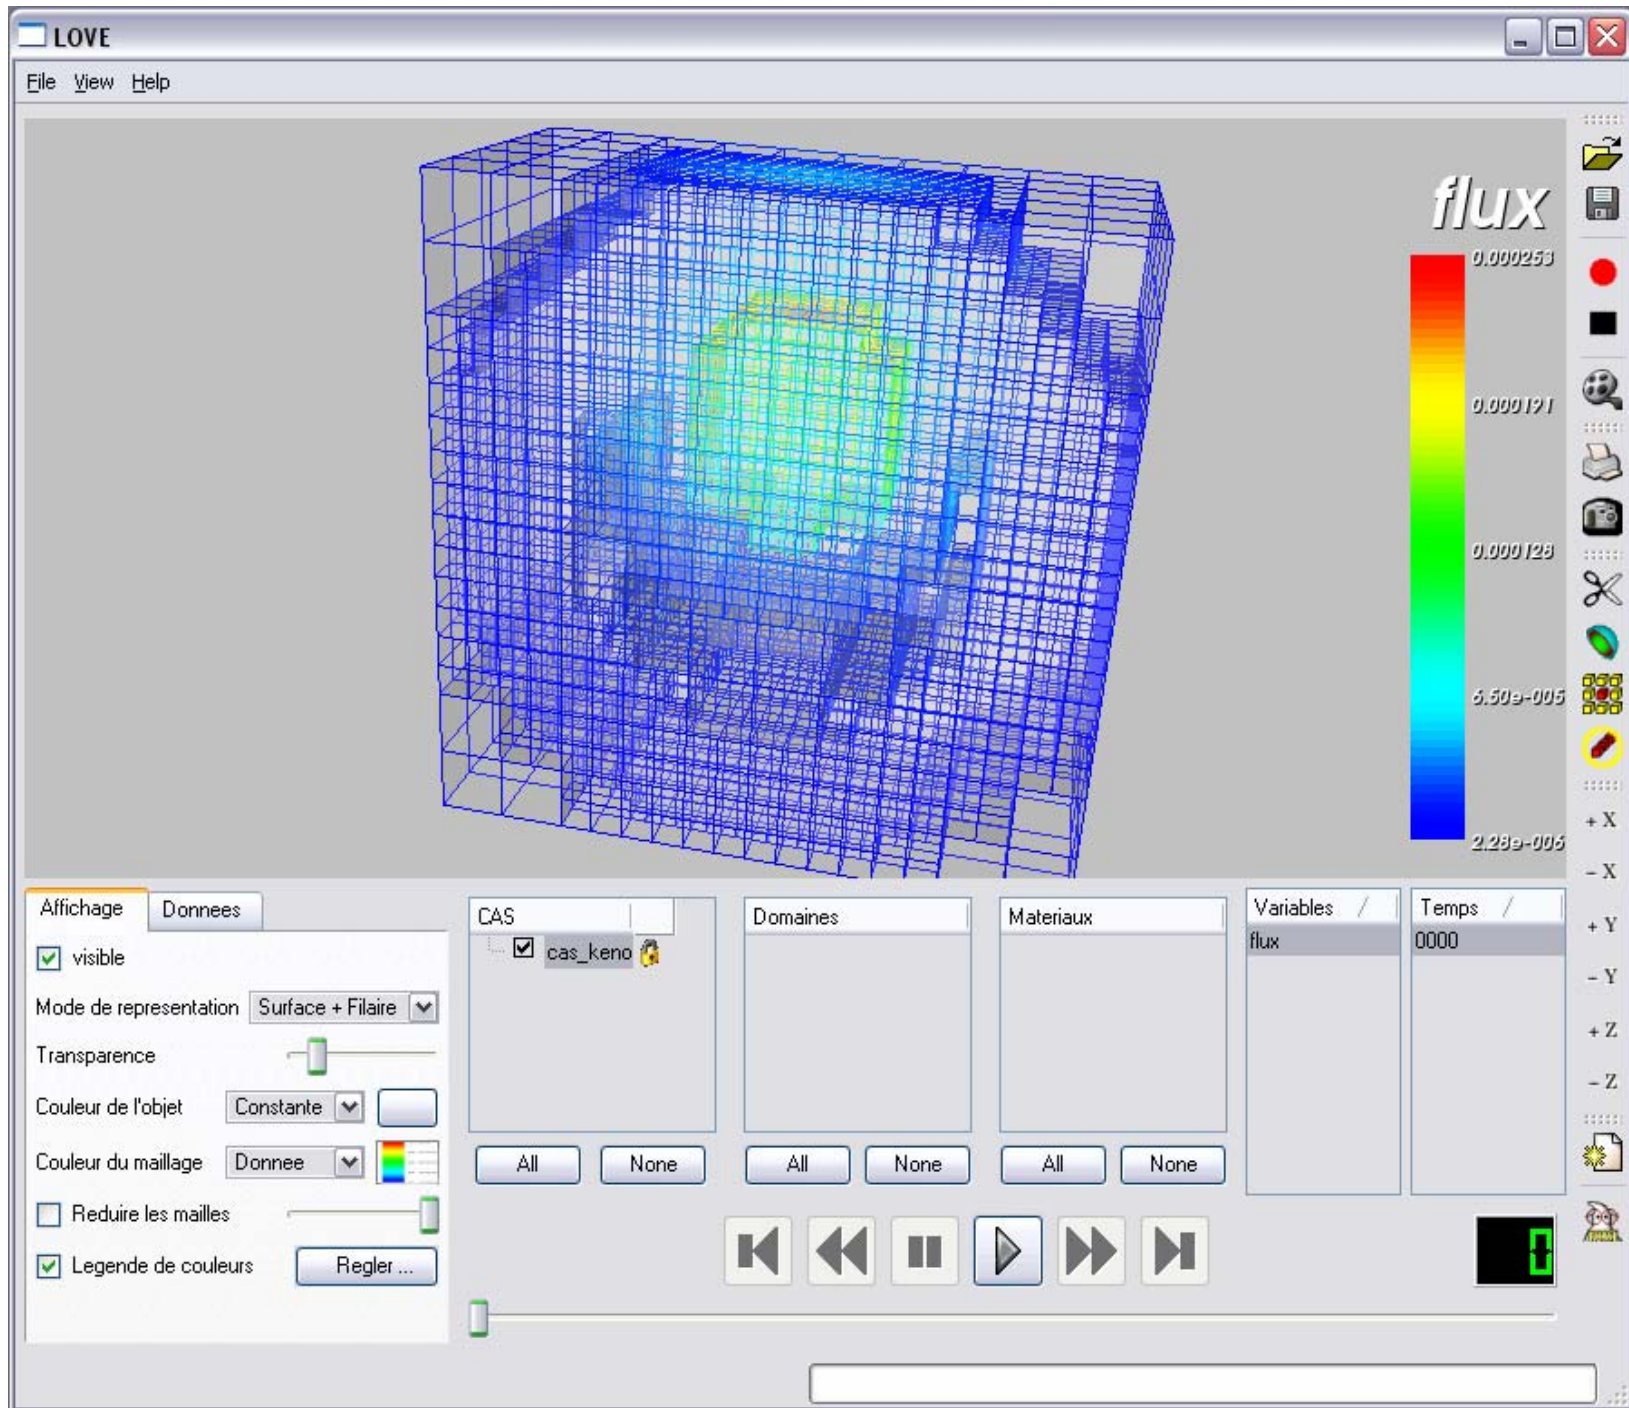 LOVE
File View Help
flux
0.000253
0.000191
0.000128
6.50e-005
2.28e-006
+ X
- X
+ Y
- Y
+ Z
- Z
Affichage Donnees
visible
Mode de representation Surface + Filaire
Transparence
Couleur de l'objet Constante
Couleur du maillage Donnee
Reduire les mailles
Legende de couleurs Regler ...
CAS
cas_keno
All None
Domaines
All None
Materiaux
All None
Variables
flux
Temps
0000
0